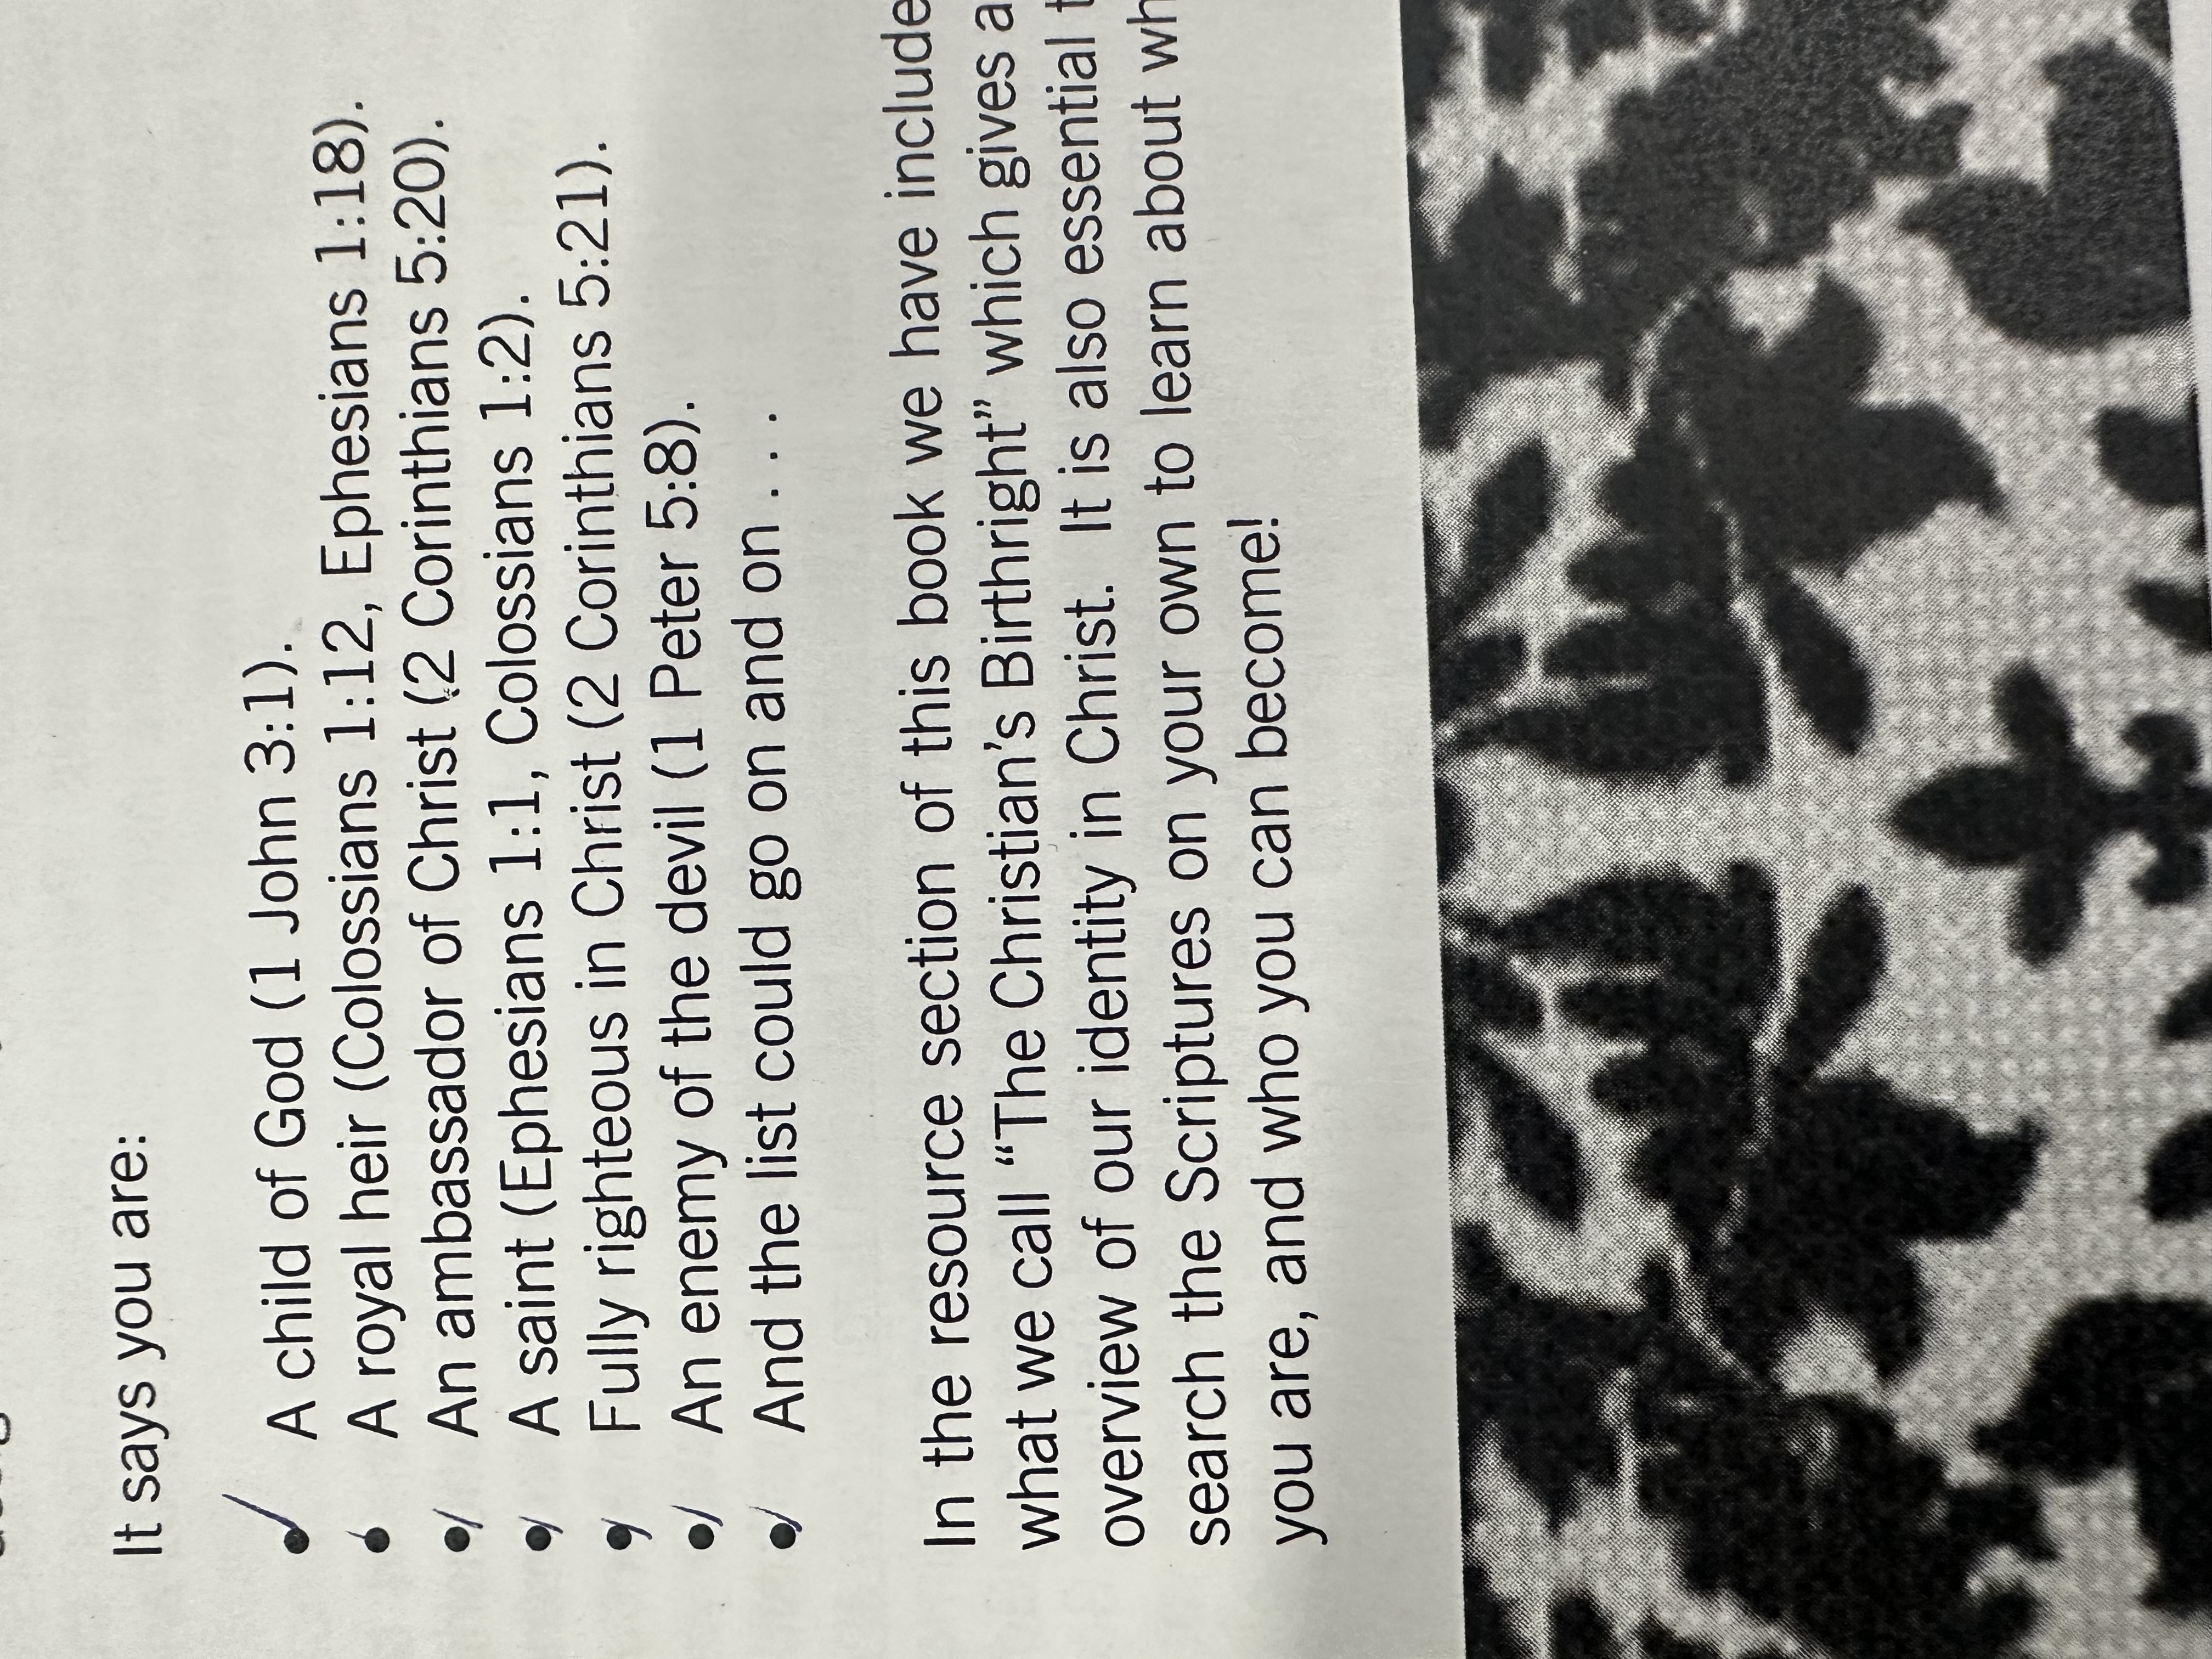 It says you are:
• A child of God (1 John 3:1).
• A royal heir (Colossians 1:12, Ephesians 1:18).
• An ambassador of Christ (2 Corinthians 5:20).
• A saint (Ephesians 1:1, Colossians 1:2).
• Fully righteous in Christ (2 Corinthians 5:21).
• An enemy of the devil (1 Peter 5:8).
• And the list could go on and on . . .
In the resource section of this book we have include
what we call “The Christian’s Birthright” which gives a
overview of our identity in Christ. It is also essential t
search the Scriptures on your own to learn about wh
you are, and who you can become!